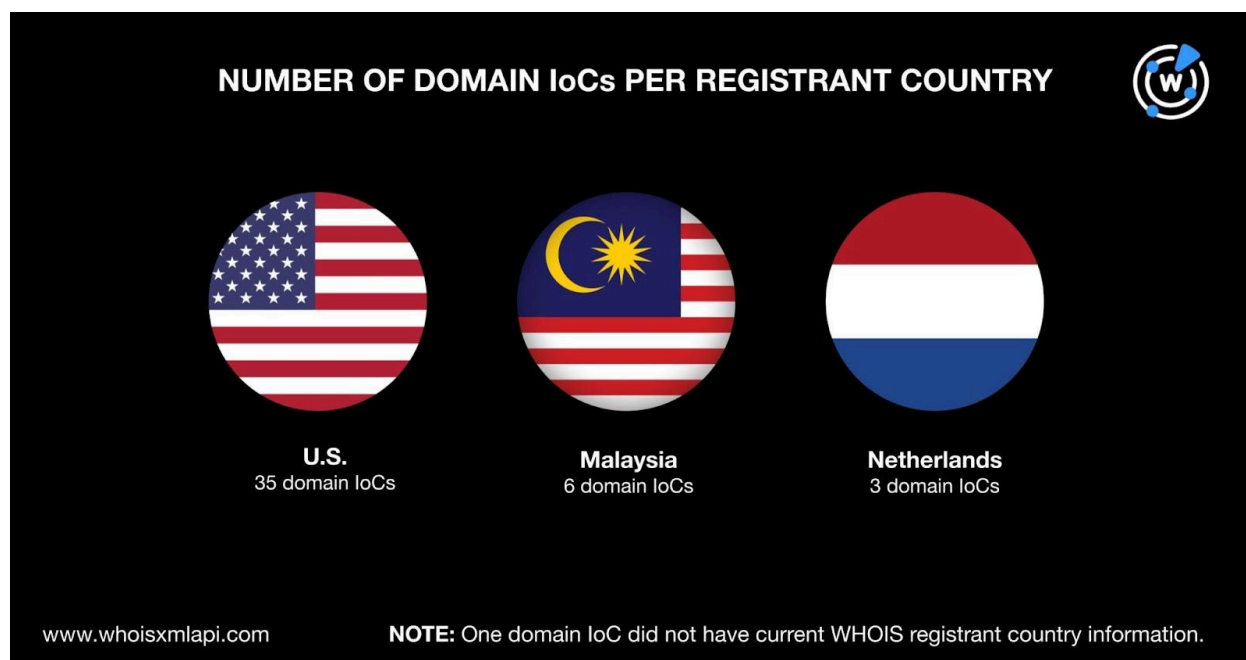 NUMBER OF DOMAIN IoCs PER REGISTRANT COUNTRY
W
U.S.
35 domain IoCs
Malaysia
6 domain IoCs
Netherlands
3 domain IoCs
www.whoisxmlapi.com
NOTE: One domain IoC did not have current WHOIS registrant country information.